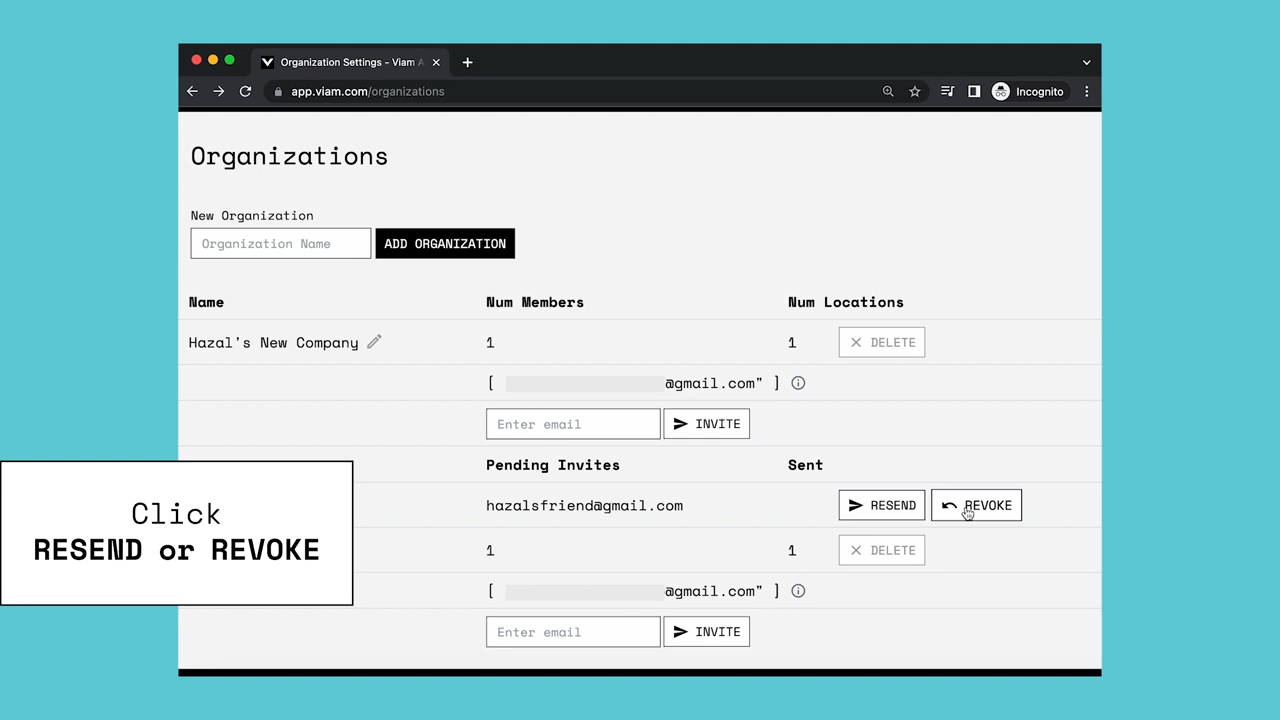 Organization Settings - Viam A
app.viam.com/organizations
Incognito
Organizations
New Organization
Organization Name
ADD ORGANIZATION
Name Num Members Num Locations
Hazal's New Company 1 1 DELETE
[ @gmail.com" ]
Enter email INVITE
Pending Invites Sent
hazalsfriend@gmail.com RESEND REVOKE
Click
RESEND or REVOKE
1 1 DELETE
[ @gmail.com" ]
Enter email INVITE